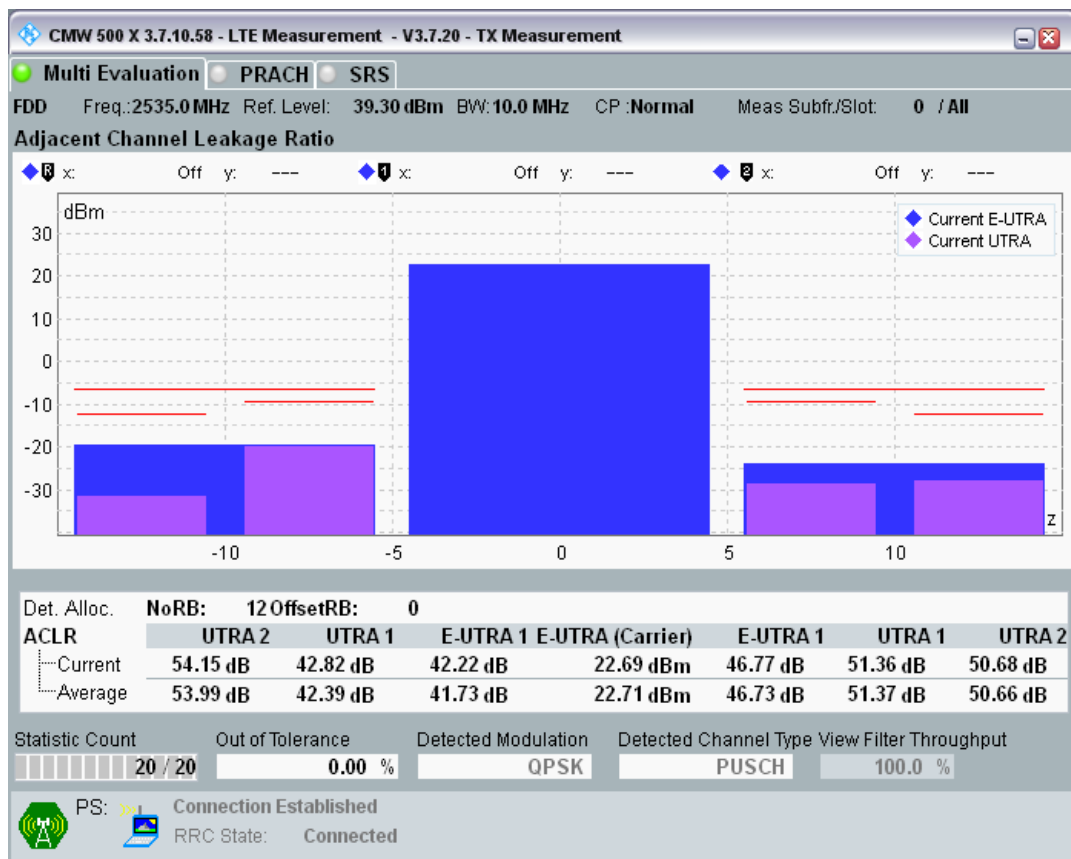 CMW 500 X 3.7.10.58 - LTE Measurement - V3.7.20 - TX Measurement
Multi Evaluation PRACH SRS
FDD Freq.:2535.0 MHz Ref. Level: 39.30 dBm BW: 10.0 MHz CP :Normal Meas Subfr./Slot: 0 / All
Adjacent Channel Leakage Ratio
R x: Off y: --- 1 x: Off y: --- 2 x: Off y: ---
dBm
Current E-UTRA
Current UTRA
30
20
10
0
-10
-20
-30
z
-10 -5 0 5 10
Det. Alloc. NoRB: 12 OffsetRB: 0
ACLR UTRA 2 UTRA 1 E-UTRA 1 E-UTRA (Carrier) E-UTRA 1 UTRA 1 UTRA 2
Current 54.15 dB 42.82 dB 42.22 dB 22.69 dBm 46.77 dB 51.36 dB 50.68 dB
Average 53.99 dB 42.39 dB 41.73 dB 22.71 dBm 46.73 dB 51.37 dB 50.66 dB
Statistic Count Out of Tolerance Detected Modulation Detected Channel Type View Filter Throughput
20 / 20 0.00 % QPSK PUSCH 100.0 %
PS: Connection Established
RRC State: Connected